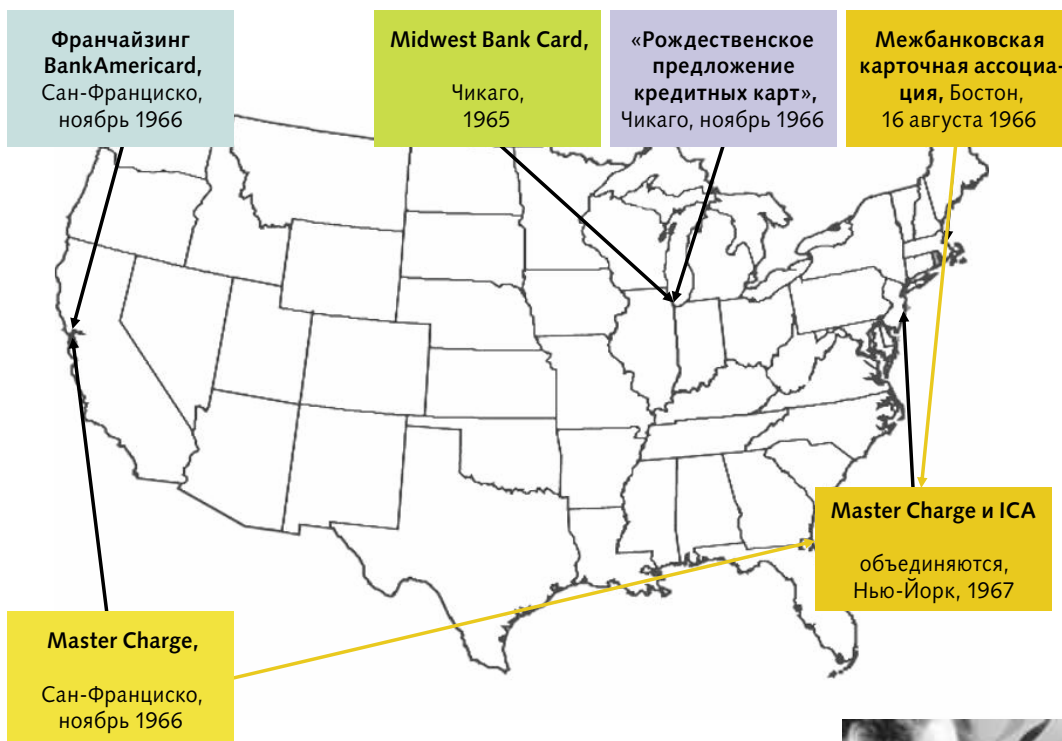 Франчайзинг
BankAmericard,
Сан-Франциско,
ноябрь 1966
Midwest Bank Card,
Чикаго,
1965
«Рождественское
предложение
кредитных карт»,
Чикаго, ноябрь 1966
Межбанковская
карточная ассоциа-
ция, Бостон,
16 августа 1966
Master Charge и ICA
объединяются,
Нью-Йорк, 1967
Master Charge,
Сан-Франциско,
ноябрь 1966